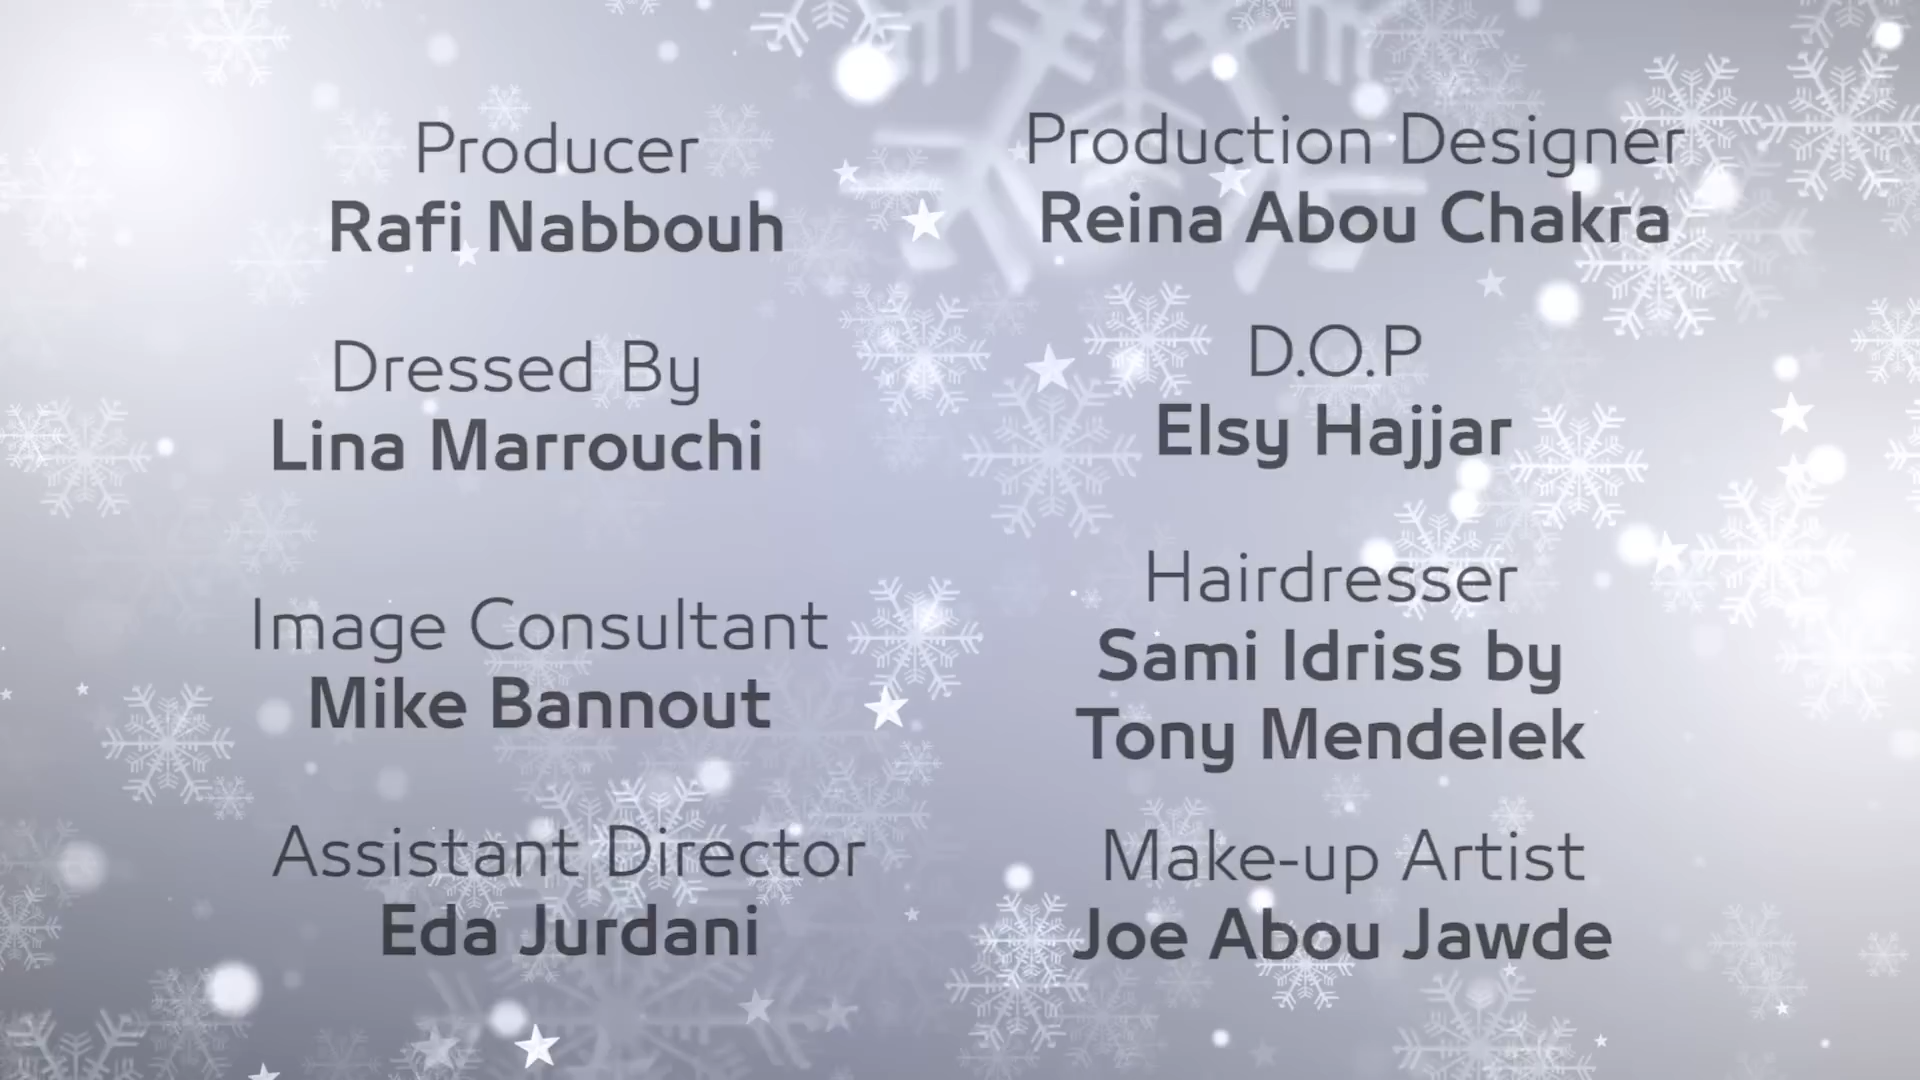 Producer
Rafi Nabbouh
Dressed By
Lina Marrouchi
Image Consultant
Mike Bannout
Assistant Director
Eda Jurdani
Production Designer
Reina Abou Chakra
D.O.P
Elsy Hajjar
Hairdresser
Sami Idriss by
Tony Mendelek
Make-up Artist
Joe Abou Jawde